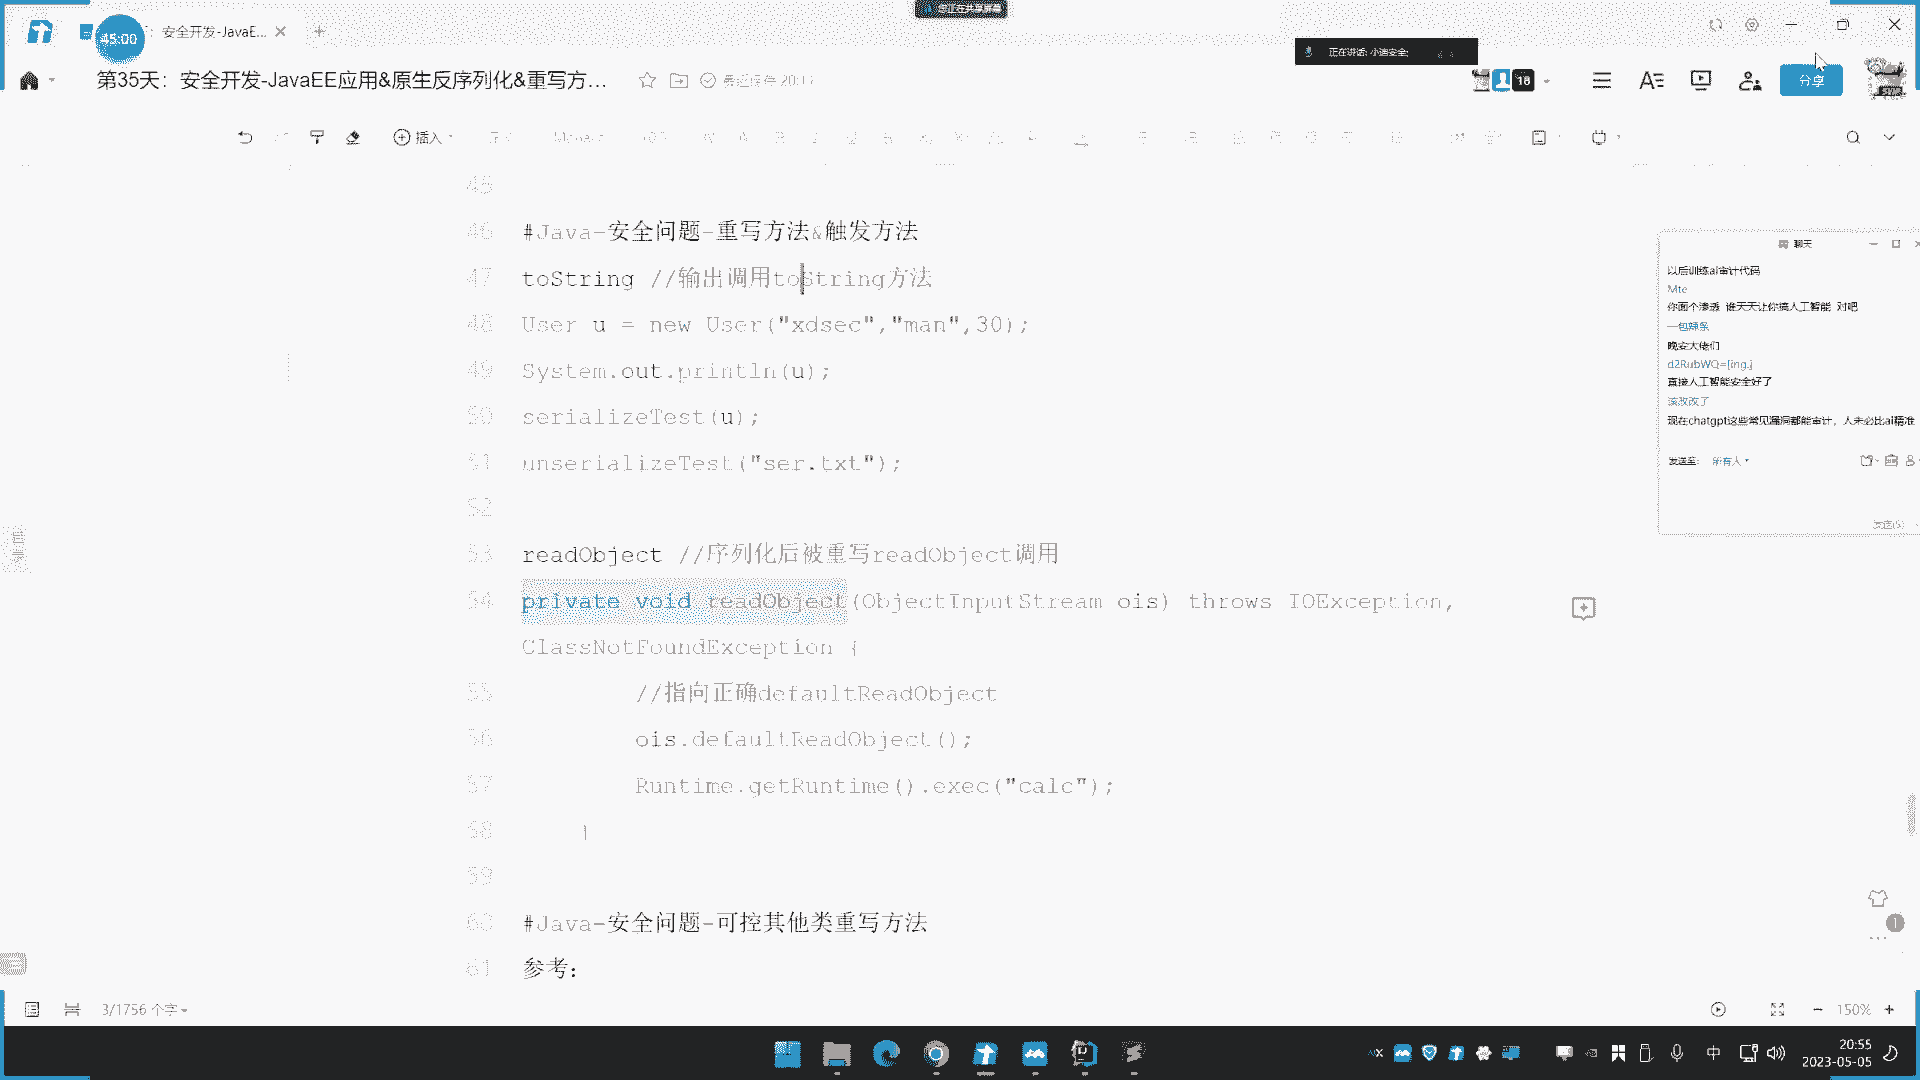 您正在共享屏幕
45:00
安全开发-JavaE...
正在讲话: 小迪安全;
第35天：安全开发-JavaEE应用&原生反序列化&重写方...
18
分享
插入
45
46 #Java-安全问题-重写方法&触发方法
47 toString //输出调用toString方法
48 User u = new User("xdsec","man",30);
49 System.out.println(u);
50 serializeTest(u);
51 unserializeTest("ser.txt");
52
53 readObject //序列化后被重写readObject调用
54 private void readObject(ObjectInputStream ois) throws IOException,
ClassNotFoundException {
55 //指向正确defaultReadObject
56 ois.defaultReadObject();
57 Runtime.getRuntime().exec("calc");
58 }
59
60 #Java-安全问题-可控其他类重写方法
61 参考：
聊天
以后训练ai审计代码
Mte
你面个渗透 谁天天让你搞人工智能 对吧
一包辣条
晚安大佬们
直接人工智能安全好了
该改改了
现在chatgpt这些常见漏洞都能审计，人未必比ai精准
发送至: 所有人
发送(S)
1
3/1756 个字
150%
中
20:55
2023-05-05